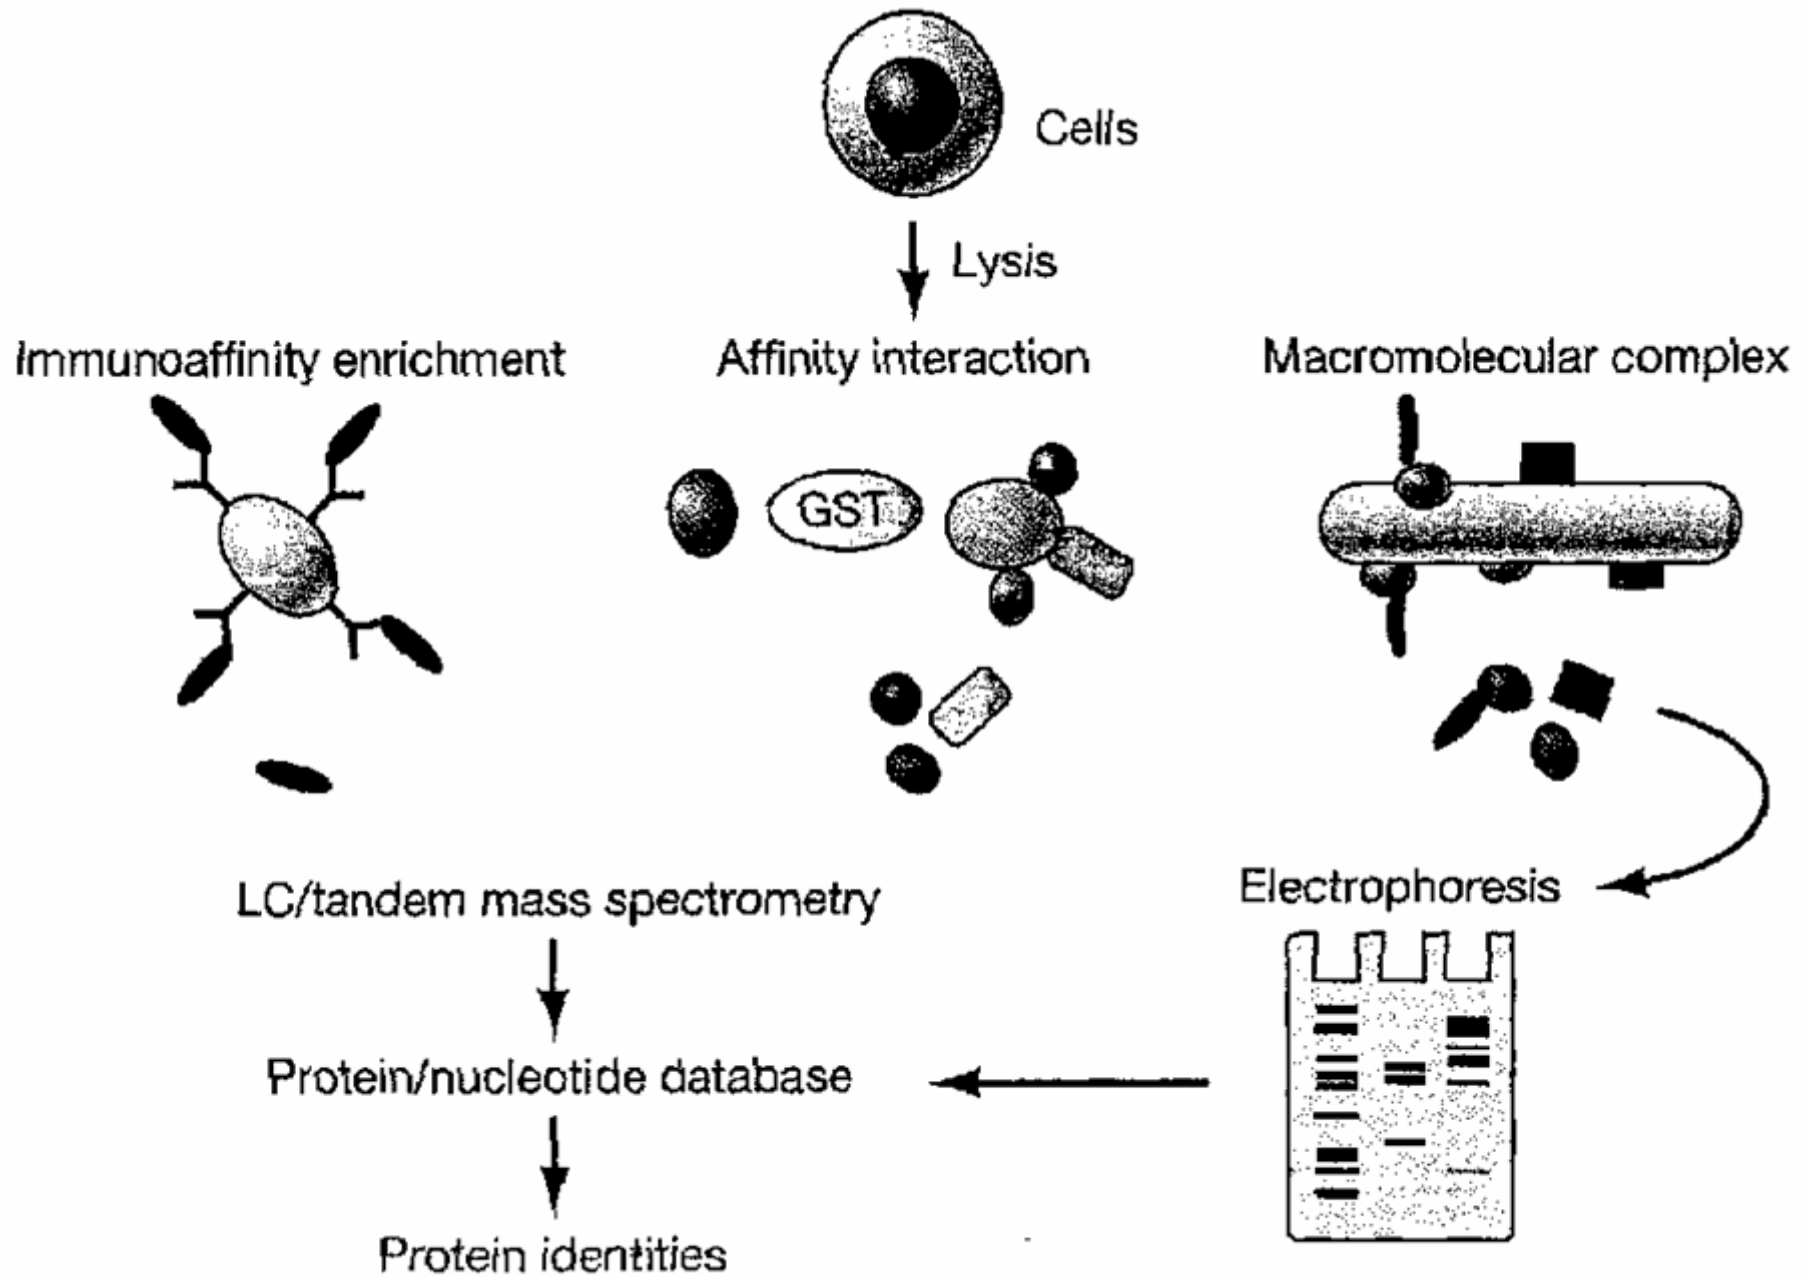 Cells
Lysis
Immunoaffinity enrichment
Affinity interaction
Macromolecular complex
GST
LC/tandem mass spectrometry
Electrophoresis
Protein/nucleotide database
Protein identities